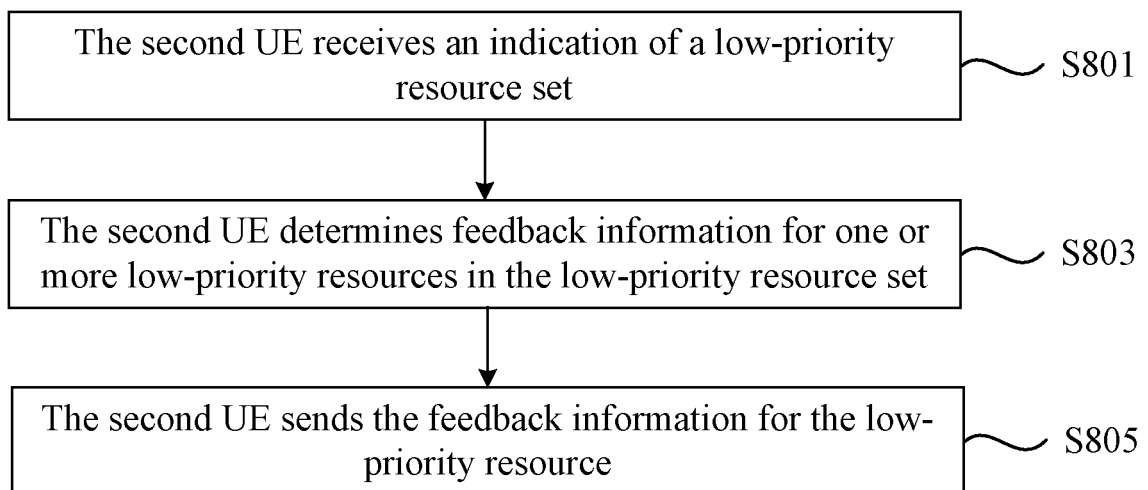 The second UE receives an indication of a low-priority
resource set
S801
The second UE determines feedback information for one or
more low-priority resources in the low-priority resource set
S803
The second UE sends the feedback information for the low-
priority resource
S805